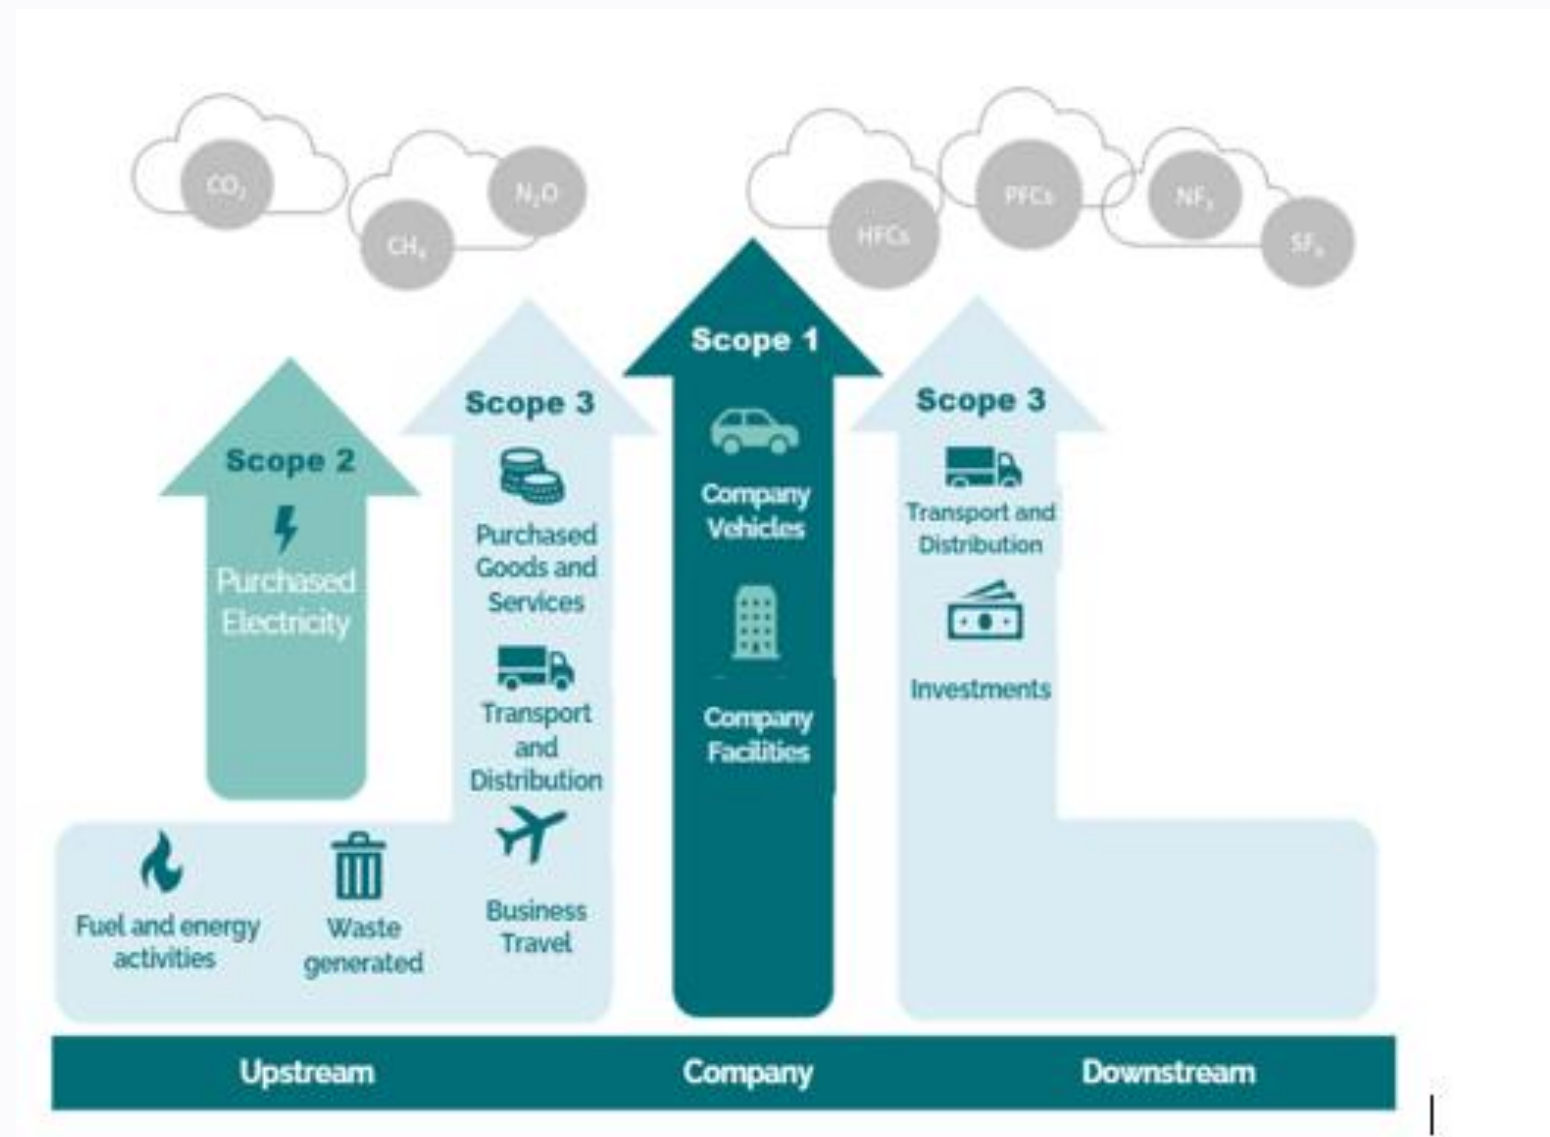 CO₂
CH₄
N₂O
HFCs
PFCs
NF₃
SF₆
Scope 2
Purchased
Electricity
Scope 3
Purchased
Goods and
Services
Transport
and
Distribution
Business
Travel
Fuel and energy
activities
Waste
generated
Scope 1
Company
Vehicles
Company
Facilities
Scope 3
Transport and
Distribution
Investments
Upstream
Company
Downstream